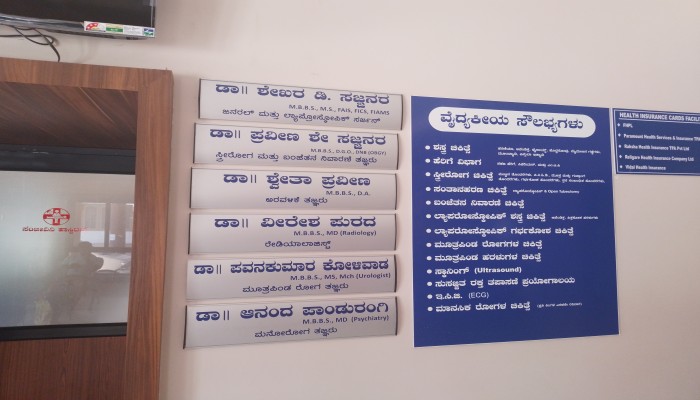 ಡಾ|| ಶೇಖರ ಡಿ. ಸಜ್ಜನರ
M.B.B.S., M.S., FAIS, FICS, FIAMS
ಜನರಲ್ ಮತ್ತು ಲ್ಯಾಪ್ರೋಸ್ಕೋಪಿಕ್ ಸರ್ಜನ್
ಡಾ|| ಪ್ರವೀಣ ಶೇ ಸಜ್ಜನರ
M.B.B.S., D.G.O., DNB (OBGY)
ಸ್ತ್ರೀರೋಗ ಮತ್ತು ಬಂಜೆತನ ನಿವಾರಣೆ ತಜ್ಞರು
ಡಾ|| ಶ್ವೇತಾ ಪ್ರವೀಣ
M.B.B.S., D.A.
ಅರವಳಿಕೆ ತಜ್ಞರು
ಡಾ|| ವೀರೇಶ ಪುರದ
M.B.B.S., MD (Radiology)
ರೇಡಿಯಾಲಾಜಿಸ್ಟ್
ಡಾ|| ಪವನಕುಮಾರ ಕೋಳಿವಾಡ
M.B.B.S., MS, Mch (Urologist)
ಮೂತ್ರಪಿಂಡ ರೋಗ ತಜ್ಞರು
ಡಾ|| ಆನಂದ ಪಾಂಡುರಂಗಿ
M.B.B.S., MD (Psychiatry)
ಮನೋರೋಗ ತಜ್ಞರು
ವೈದ್ಯಕೀಯ ಸೌಲಭ್ಯಗಳು
ಶಸ್ತ್ರ ಚಿಕಿತ್ಸೆ
ಹೆರಿಗೆ ವಿಭಾಗ
ಸ್ತ್ರೀರೋಗ ಚಿಕಿತ್ಸೆ
ಸಂತಾನಹರಣ ಚಿಕಿತ್ಸೆ
ಬಂಜೆತನ ನಿವಾರಣೆ ಚಿಕಿತ್ಸೆ
ಲ್ಯಾಪರೋಸ್ಕೋಪಿಕ್ ಶಸ್ತ್ರ ಚಿಕಿತ್ಸೆ
ಲ್ಯಾಪರೋಸ್ಕೋಪಿಕ್ ಗರ್ಭಕೋಶ ಚಿಕಿತ್ಸೆ
ಮೂತ್ರಪಿಂಡ ರೋಗಗಳ ಚಿಕಿತ್ಸೆ
ಮೂತ್ರಪಿಂಡ ಹರಳುಗಳ ಚಿಕಿತ್ಸೆ
ಸ್ಕಾನಿಂಗ್ (Ultrasound)
ಸುಸಜ್ಜಿತ ರಕ್ತ ತಪಾಸಣೆ ಪ್ರಯೋಗಾಲಯ
ಇ.ಸಿ.ಜಿ. (ECG)
ಮಾನಸಿಕ ರೋಗಗಳ ಚಿಕಿತ್ಸೆ
HEALTH INSURANCE CARDS FACILI
FHPL
Paramount Health Services & Insurance TPA
Raksha Health Insurance TPA Pvt Ltd
Religare Health Insurance Company Ltd
Vidal Health Insurance